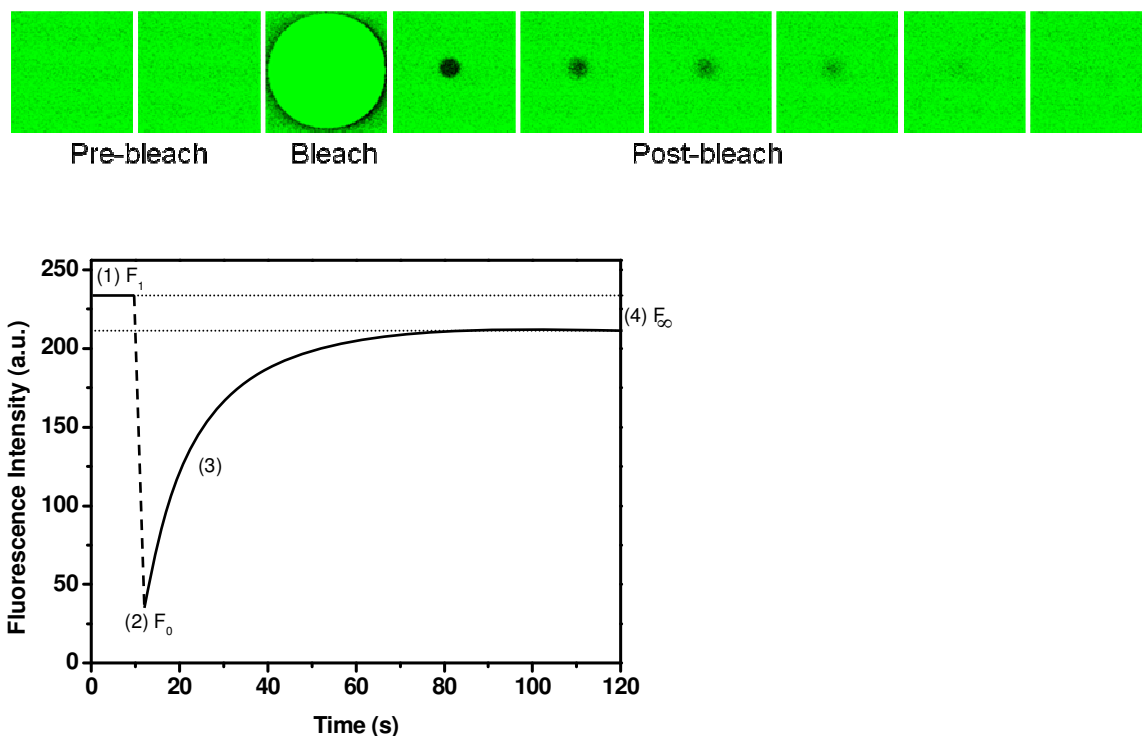 Pre-bleach Bleach Post-bleach
Fluorescence Intensity (a.u.)
250
200
150
100
50
0
(1) F1
(4) F∞
(3)
(2) F0
0 20 40 60 80 100 120
Time (s)